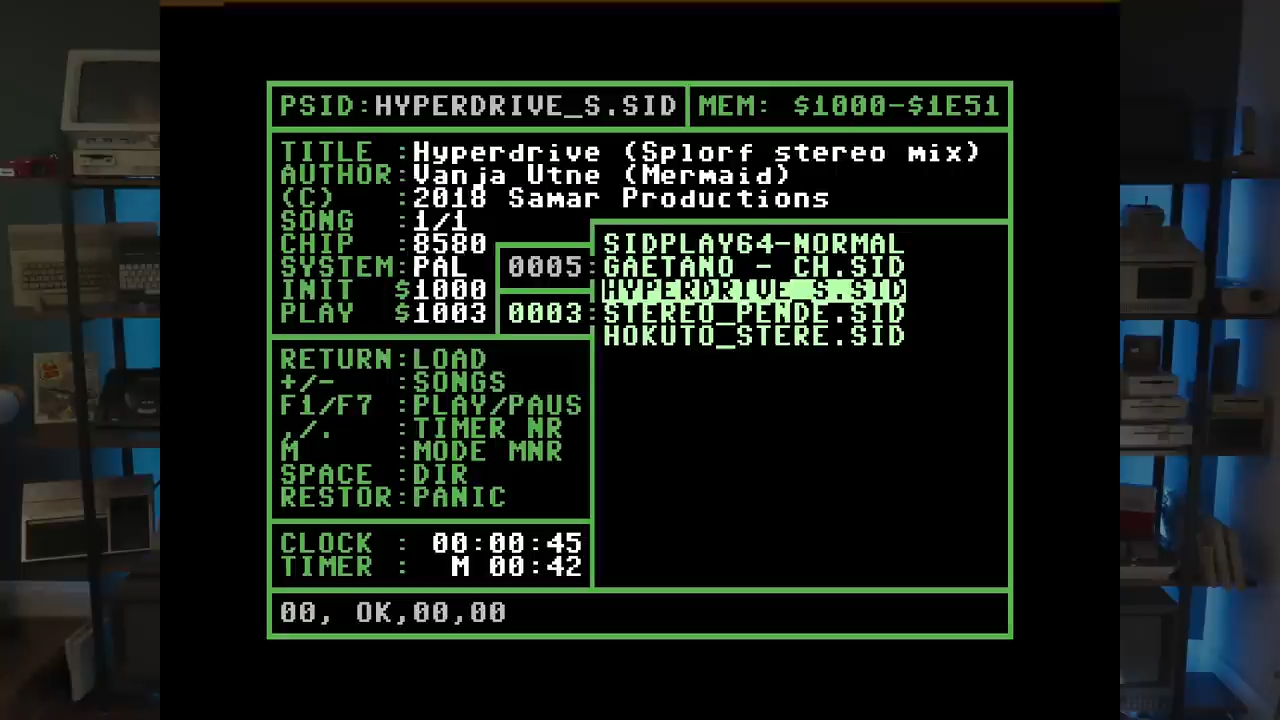 PSID:HYPERDRIVE_S.SID MEM: $1000-$1E51
TITLE :Hyperdrive (Splorf stereo mix)
AUTHOR:Vanja Utne (Mermaid)
(C) :2018 Samar Productions
SONG :1/1
CHIP :8580
SYSTEM:PAL
INIT $1000
PLAY $1003
0005:
0003:
SIDPLAY64-NORMAL
GAETANO - CH.SID
HYPERDRIVE_S.SID
STEREO_PENDE.SID
HOKUTO_STERE.SID
RETURN:LOAD
+/- :SONGS
F1/F7 :PLAY/PAUS
,/. :TIMER NR
M :MODE MNR
SPACE :DIR
RESTOR:PANIC
CLOCK : 00:00:45
TIMER : M 00:42
00, OK,00,00